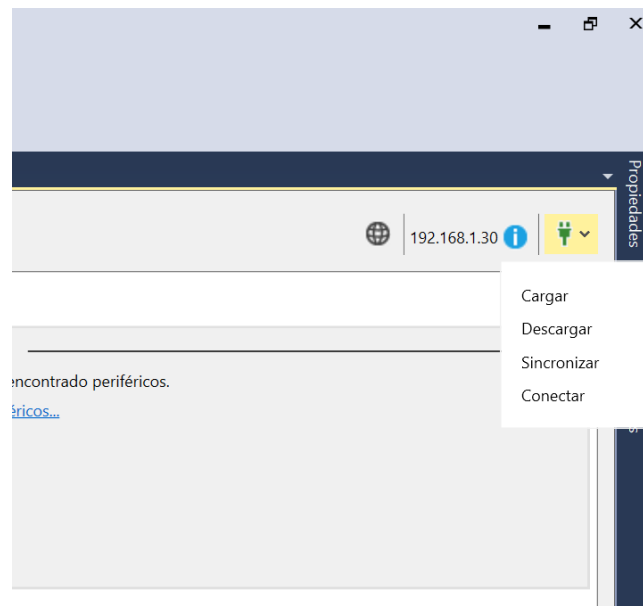 Propiedades
192.168.1.30
Cargar
Descargar
Sincronizar
Conectar
encontrado periféricos.
éricos...